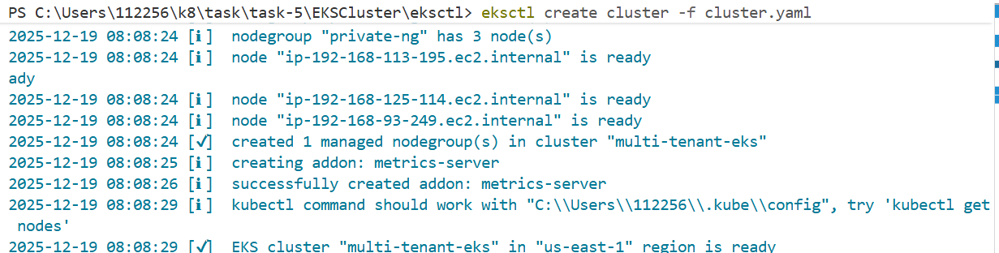 PS C:\Users\112256\k8\task\task-5\EKSCluster\eksctl> eksctl create cluster -f cluster.yaml
2025-12-19 08:08:24 [ℹ]  nodegroup "private-ng" has 3 node(s)
2025-12-19 08:08:24 [ℹ]  node "ip-192-168-113-195.ec2.internal" is ready
ady
2025-12-19 08:08:24 [ℹ]  node "ip-192-168-125-114.ec2.internal" is ready
2025-12-19 08:08:24 [ℹ]  node "ip-192-168-93-249.ec2.internal" is ready
2025-12-19 08:08:24 [✔]  created 1 managed nodegroup(s) in cluster "multi-tenant-eks"
2025-12-19 08:08:25 [ℹ]  creating addon: metrics-server
2025-12-19 08:08:26 [ℹ]  successfully created addon: metrics-server
2025-12-19 08:08:29 [ℹ]  kubectl command should work with "C:\\Users\\112256\\.kube\\config", try 'kubectl get
 nodes'
2025-12-19 08:08:29 [✔]  EKS cluster "multi-tenant-eks" in "us-east-1" region is ready